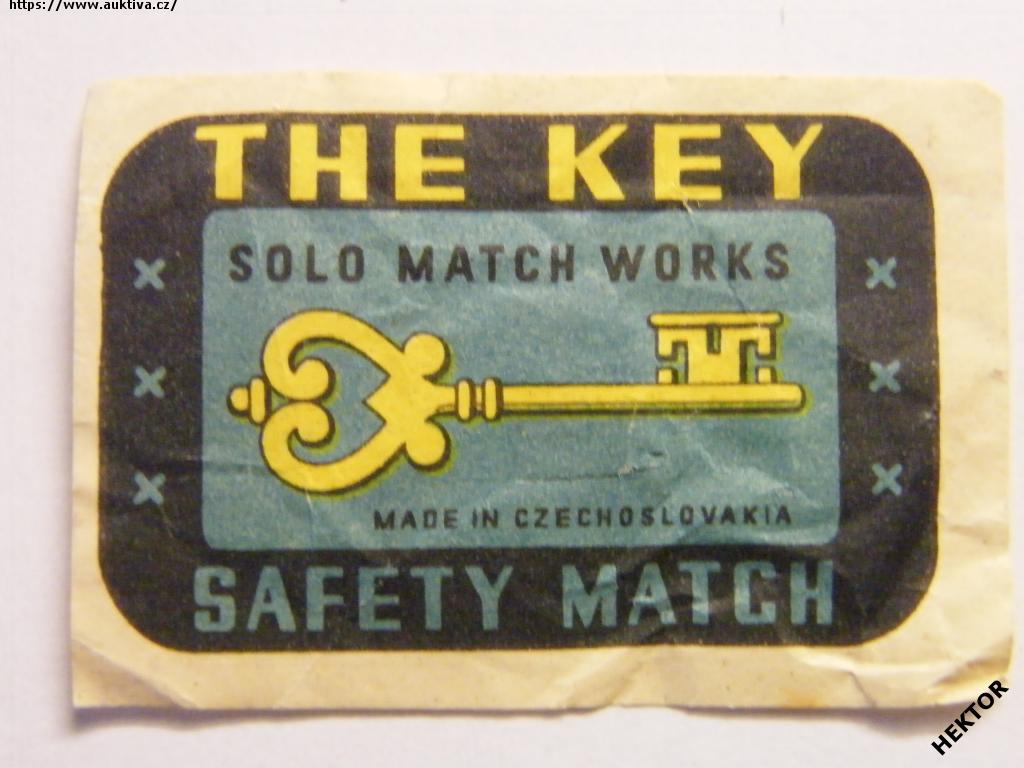 https://www.auktiva.cz/
THE KEY
SOLO MATCH WORKS
MADE IN CZECHOSLOVAKIA
SAFETY MATCH
HEKTOR